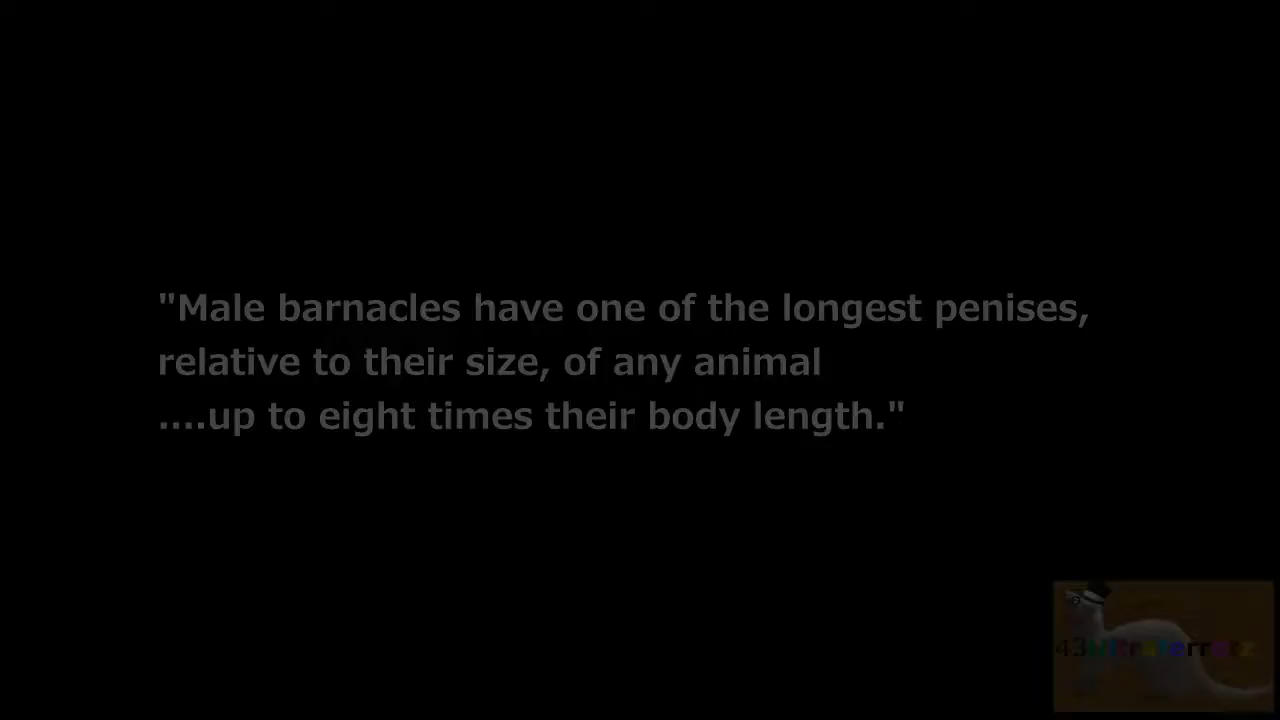 "Male barnacles have one of the longest penises,
relative to their size, of any animal
....up to eight times their body length."